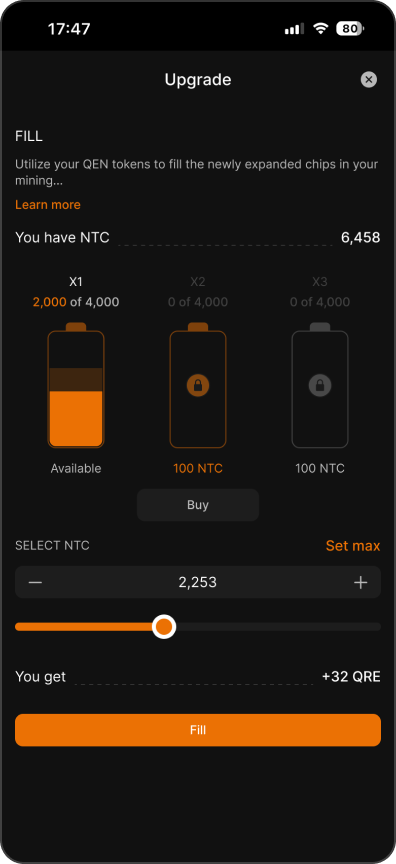 17:47
80
Upgrade
FILL
Utilize your QEN tokens to fill the newly expanded chips in your
mining...
Learn more
You have NTC 6,458
X1 X2 X3
2,000 of 4,000 0 of 4,000 0 of 4,000
Available 100 NTC 100 NTC
Buy
SELECT NTC Set max
2,253
You get +32 QRE
Fill